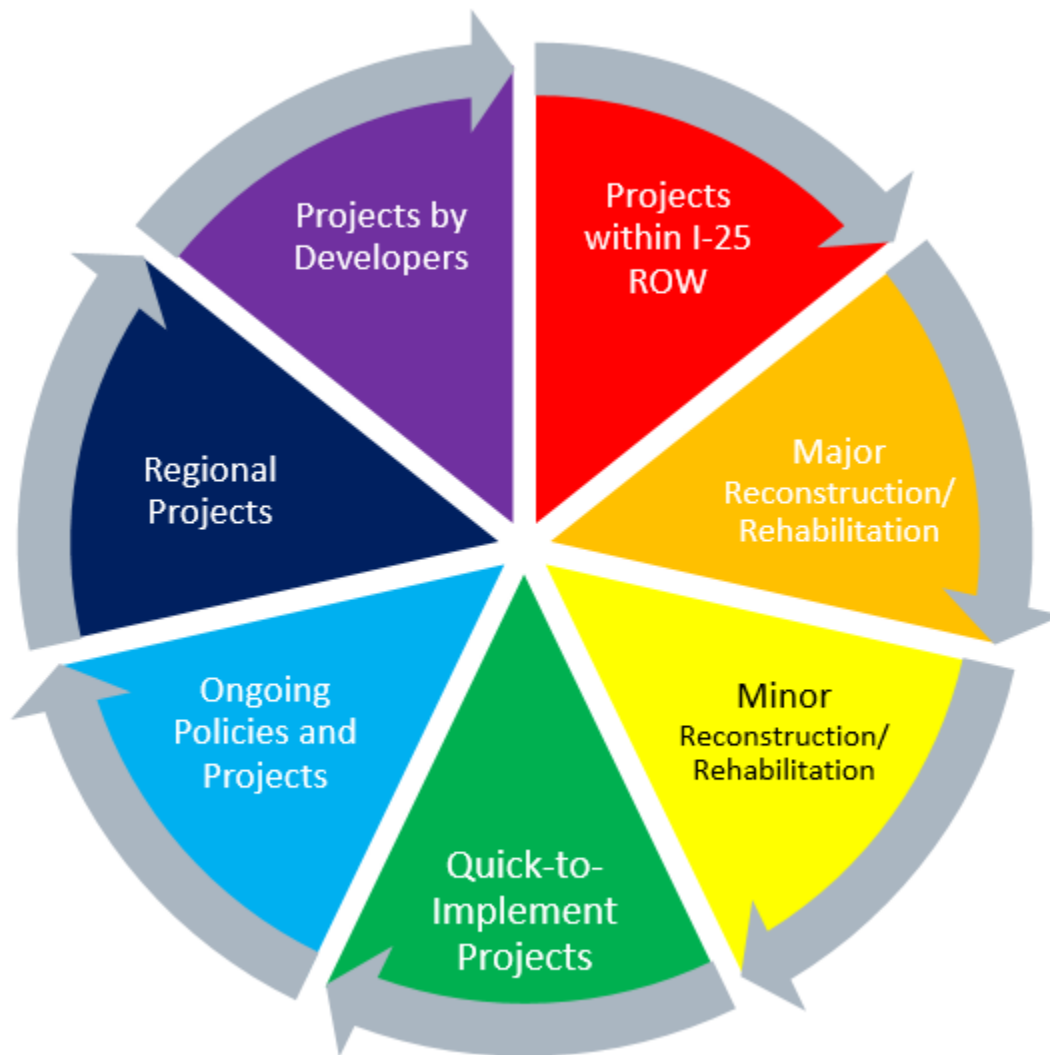 Projects
within I-25
ROW
Major
Reconstruction/
Rehabilitation
Minor
Reconstruction/
Rehabilitation
Quick-to-
Implement
Projects
Ongoing
Policies and
Projects
Regional
Projects
Projects by
Developers